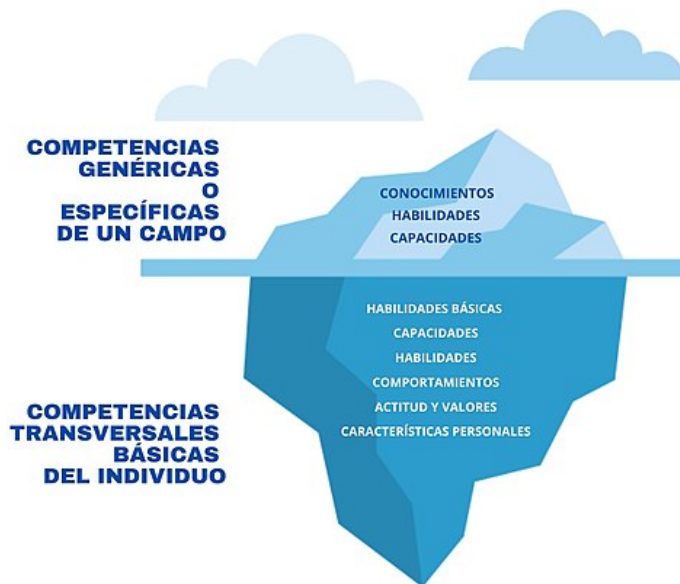 COMPETENCIAS
GENÉRICAS
O
ESPECÍFICAS
DE UN CAMPO
CONOCIMIENTOS
HABILIDADES
CAPACIDADES
COMPETENCIAS
TRANSVERSALES
BÁSICAS
DEL INDIVIDUO
HABILIDADES BÁSICAS
CAPACIDADES
HABILIDADES
COMPORTAMIENTOS
ACTITUD Y VALORES
CARACTERÍSTICAS PERSONALES